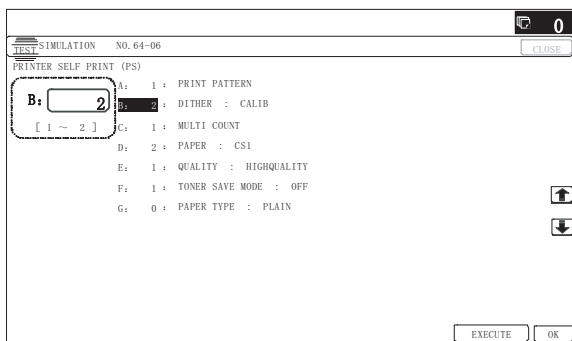 0
TEST SIMULATION NO. 64-06
CLOSE
PRINTER SELF PRINT (PS)
B: 2
[ 1 ~ 2 ]
A: 1 : PRINT PATTERN
B: 2 : DITHER : CALIB
C: 1 : MULTI COUNT
D: 2 : PAPER : CS1
E: 1 : QUALITY : HIGHQUALITY
F: 1 : TONER SAVE MODE : OFF
G: 0 : PAPER TYPE : PLAIN
EXECUTE
OK